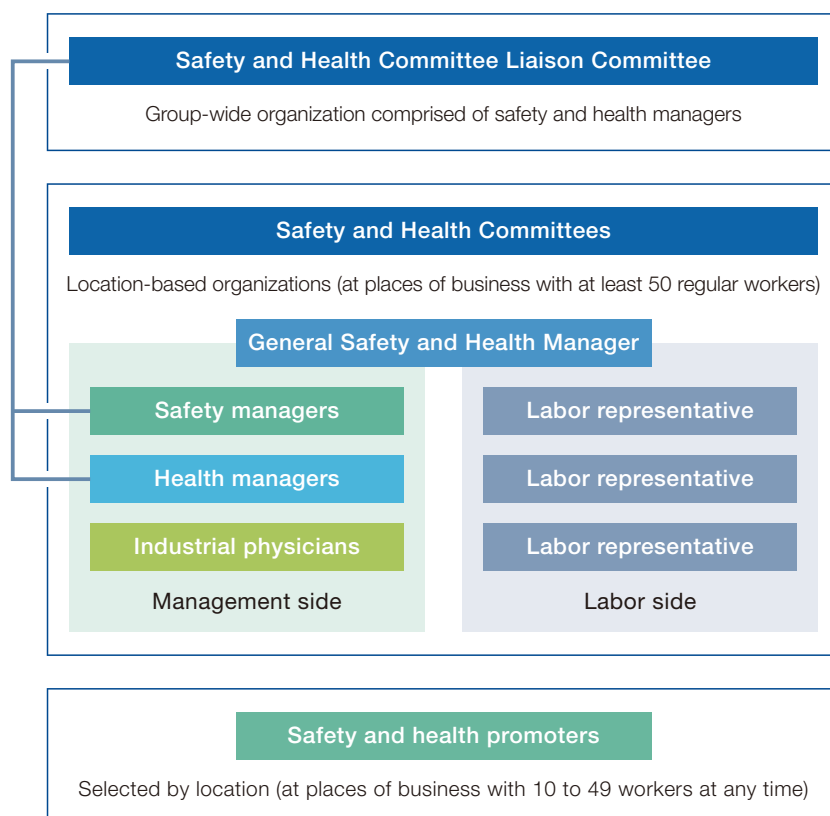 Safety and Health Committee Liaison Committee
Group-wide organization comprised of safety and health managers
Safety and Health Committees
Location-based organizations (at places of business with at least 50 regular workers)
General Safety and Health Manager
Safety managers
Health managers
Industrial physicians
Management side
Labor representative
Labor representative
Labor representative
Labor side
Safety and health promoters
Selected by location (at places of business with 10 to 49 workers at any time)